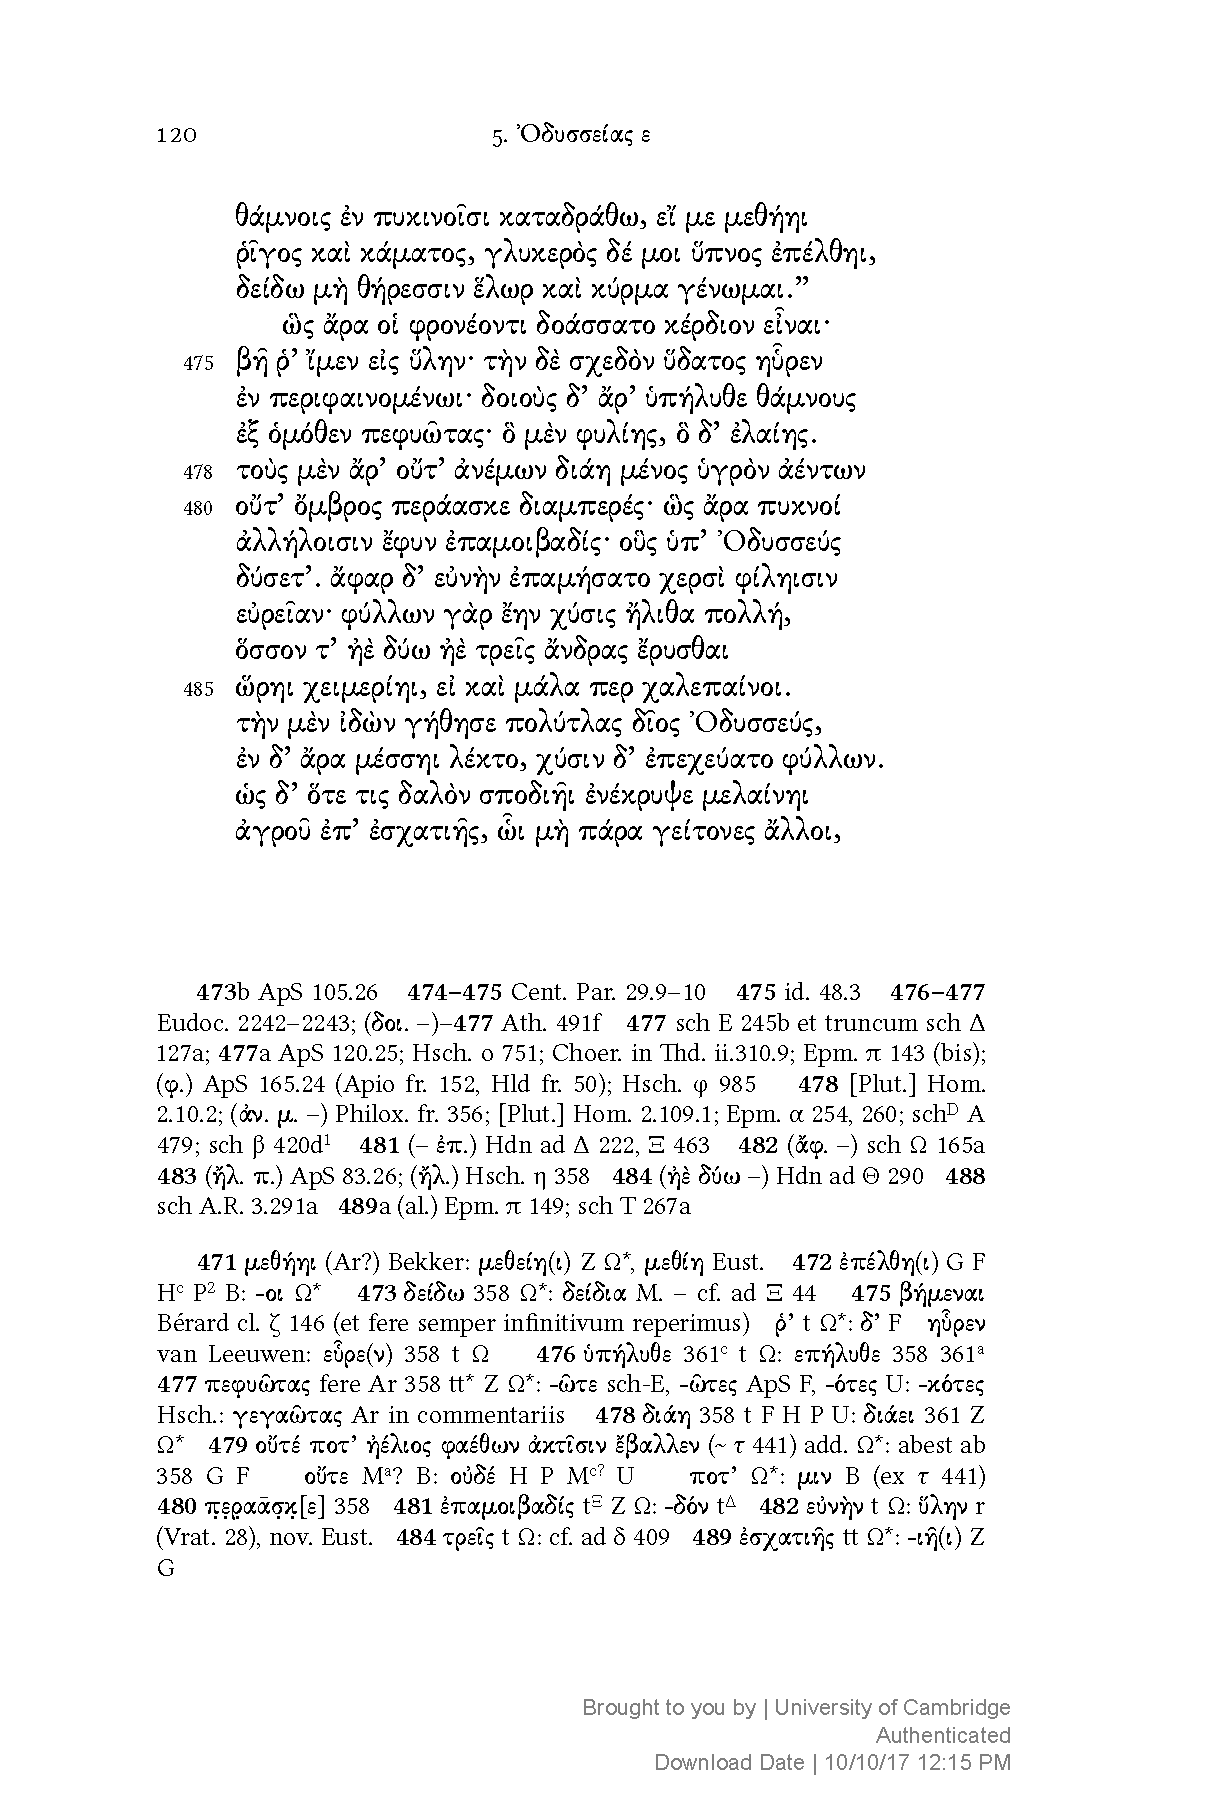 120 5. Ὀδυσσείας ε
θάμνοις ἐν πυκινοῖσι καταδράθω, εἴ με μεθήηι
ῥῖγος καὶ κάματος, γλυκερὸς δέ μοι ὕπνος ἐπέλθηι,
δείδω μὴ θήρεσσιν ἕλωρ καὶ κύρμα γένωμαι.”
ὣς ἄρα οἱ φρονέοντι δοάσσατο κέρδιον εἶναι·
475 βῆ ῥ’ ἴμεν εἰς ὕλην· τὴν δὲ σχεδὸν ὕδατος ηὗρεν
ἐν περιφαινομένωι· δοιοὺς δ’ ἄρ’ ὑπήλυθε θάμνους
ἐξ ὁμόθεν πεφυῶτας· ὃ μὲν φυλίης, ὃ δ’ ἐλαίης.
478 τοὺς μὲν ἄρ’ οὔτ’ ἀνέμων διάη μένος ὑγρὸν ἀέντων
480 οὔτ’ ὄμβρος περάασκε διαμπερές· ὣς ἄρα πυκνοί
ἀλλήλοισιν ἔφυν ἐπαμοιβαδίς· οὓς ὑπ’ Ὀδυσσεύς
δύσετ’. ἄφαρ δ’ εὐνὴν ἐπαμήσατο χερσὶ φίληισιν
εὐρεῖαν· φύλλων γὰρ ἔην χύσις ἤλιθα πολλή,
ὅσσον τ’ ἠὲ δύω ἠὲ τρεῖς ἄνδρας ἔρυσθαι
485 ὥρηι χειμερίηι, εἰ καὶ μάλα περ χαλεπαίνοι.
τὴν μὲν ἰδὼν γήθησε πολύτλας δῖος Ὀδυσσεύς,
ἐν δ’ ἄρα μέσσηι λέκτο, χύσιν δ’ ἐπεχεύατο φύλλων.
ὡς δ’ ὅτε τις δαλὸν σποδιῆι ἐνέκρυψε μελαίνηι
ἀγροῦ ἐπ’ ἐσχατιῆς, ὧι μὴ πάρα γείτονες ἄλλοι,
473b ApS 105.26 474–475 Cent. Par. 29.9–10 475 id. 48.3 476–477
Eudoc. 2242–2243; (δοι. –)–477 Ath. 491f 477 sch E 245b et truncum sch Δ
127a; 477a ApS 120.25; Hsch. ο 751; Choer. in Thd. ii.310.9; Epm. π 143 (bis);
(φ.) ApS 165.24 (Apio fr. 152, Hld fr. 50); Hsch. φ 985 478 [Plut.] Hom.
2.10.2; (ἀν. μ. –) Philox. fr. 356; [Plut.] Hom. 2.109.1; Epm. α 254, 260; schᴰ A
479; sch β 420d¹ 481 (– ἐπ.) Hdn ad Δ 222, Ξ 463 482 (ἄφ. –) sch Ω 165a
483 (ἤλ. π.) ApS 83.26; (ἤλ.) Hsch. η 358 484 (ἠὲ δύω –) Hdn ad Θ 290 488
sch A.R. 3.291a 489a (al.) Epm. π 149; sch T 267a
471 μεθήηι (Ar?) Bekker: μεθείη(ι) Z Ω*, μεθίη Eust. 472 ἐπέλθη(ι) G F
Hᶜ P² B: -οι Ω* 473 δείδω 358 Ω*: δείδια M. – cf. ad Ξ 44 475 βήμεναι
Bérard cl. ζ 146 (et fere semper infinitivum reperimus) ῥ’ t Ω*: δ’ F ηὗρεν
van Leeuwen: εὗρε(ν) 358 t Ω 476 ὑπήλυθε 361ᶜ t Ω: επήλυθε 358 361ᵃ
477 πεφυῶτας fere Ar 358 tt* Z Ω*: -ῶτε sch-E, -ῶτες ApS F, -ότες U: -κότες
Hsch.: γεγαῶτας Ar in commentariis 478 διάη 358 t F H P U: διάει 361 Z
Ω* 479 οὔτέ ποτ’ ἠέλιος φαέθων ἀκτῖσιν ἔβαλλεν (~ τ 441) add. Ω*: abest ab
358 G F οὔτε Mᵃ? B: οὐδέ H P Mᶜ? U ποτ’ Ω*: μιν B (ex τ 441)
480 π̣ε̣ρ̣αᾱσ̣κ̣[ε] 358 481 ἐπαμοιβαδίς tΞ Z Ω: -δόν tΔ 482 εὐνὴν t Ω: ὕλην r
(Vrat. 28), nov. Eust. 484 τρεῖς t Ω: cf. ad δ 409 489 ἐσχατιῆς tt Ω*: -ιῆ(ι) Z
G
Brought to you by | University of Cambridge
Authenticated
Download Date | 10/10/17 12:15 PM